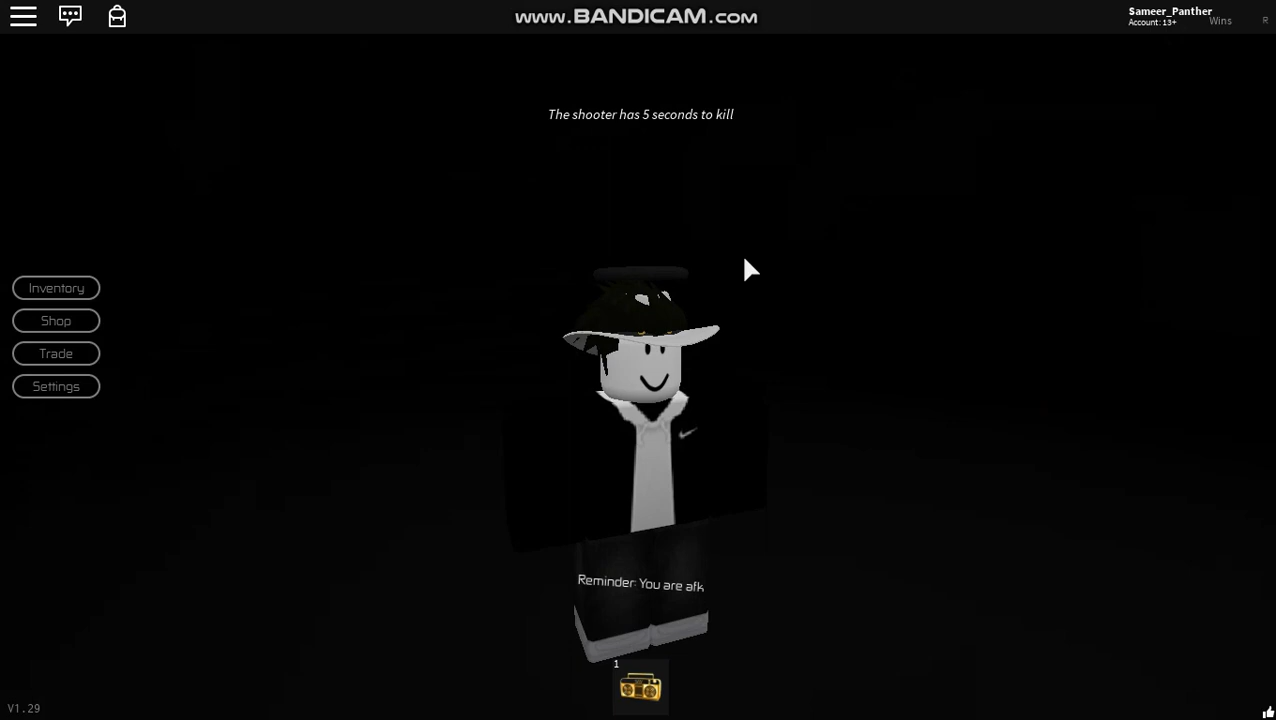 www.BANDICAM.com
Sameer_Panther
Account: 13+
Wins
R
The shooter has 5 seconds to kill
Inventory
Shop
Trade
Settings
Reminder: You are afk
1
V1.29